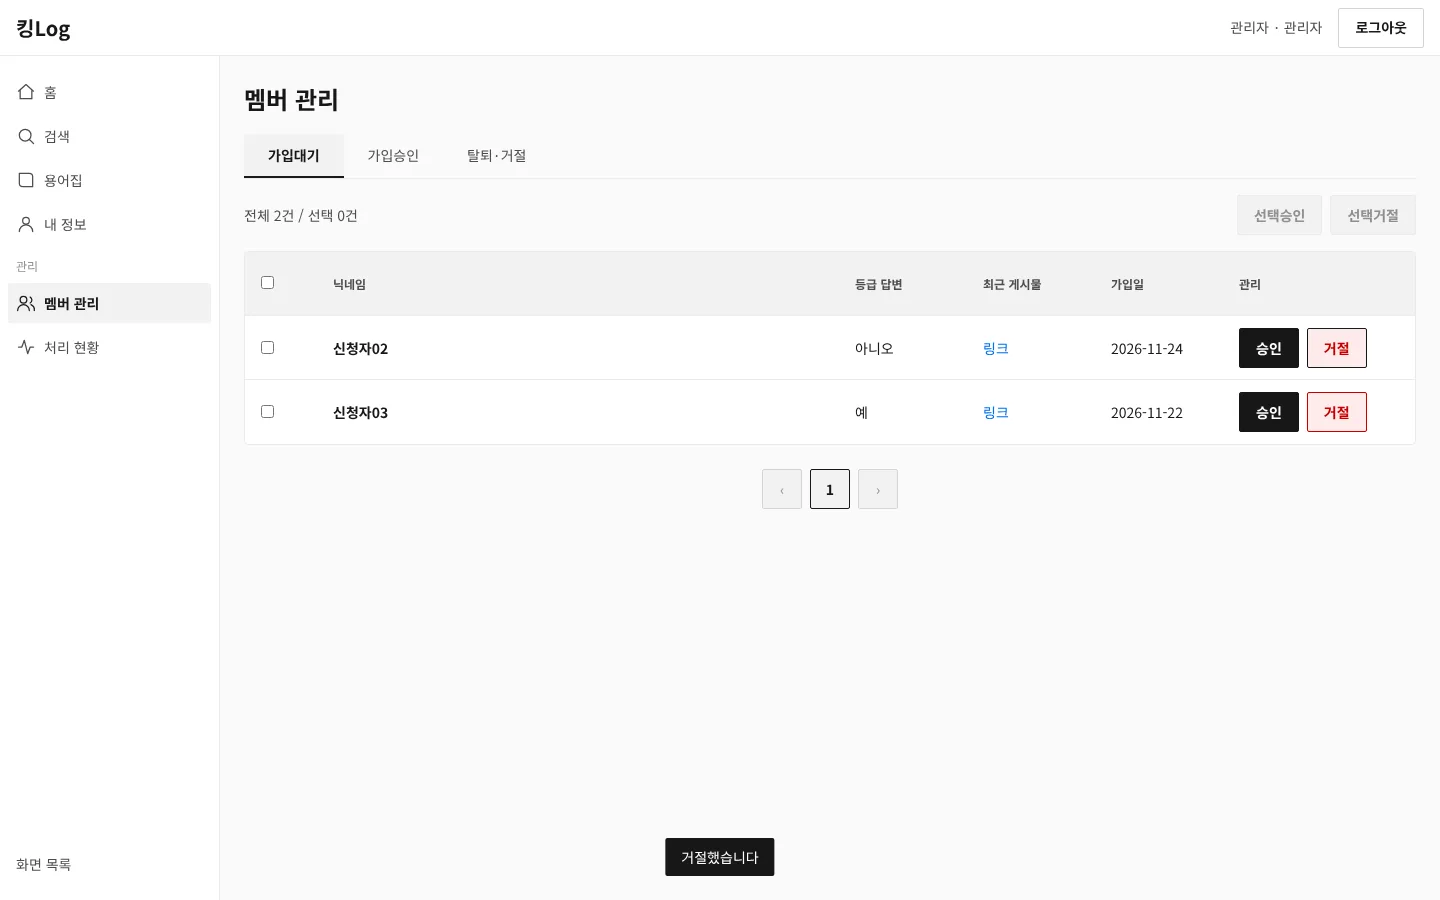 킹Log
관리자 · 관리자
로그아웃
홈
검색
용어집
내 정보
관리
멤버 관리
처리 현황
화면 목록
멤버 관리
가입대기
가입승인
탈퇴·거절
전체 2건 / 선택 0건
선택승인
선택거절
닉네임 등급 답변 최근 게시물 가입일 관리
신청자02 아니오 링크 2026-11-24 승인 거절
신청자03 예 링크 2026-11-22 승인 거절
‹ 1 ›
거절했습니다